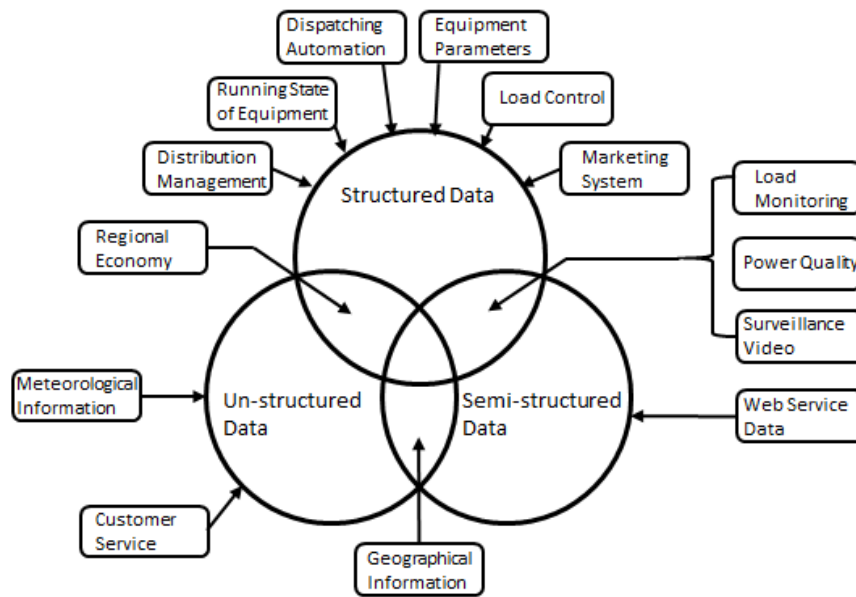 Dispatching
Automation
Equipment
Parameters
Running State
of Equipment
Load Control
Distribution
Management
Marketing
System
Load
Monitoring
Structured Data
Regional
Economy
Power Quality
Surveillance
Video
Meteorological
Information
Un-structured
Data
Semi-structured
Data
Web Service
Data
Customer
Service
Geographical
Information